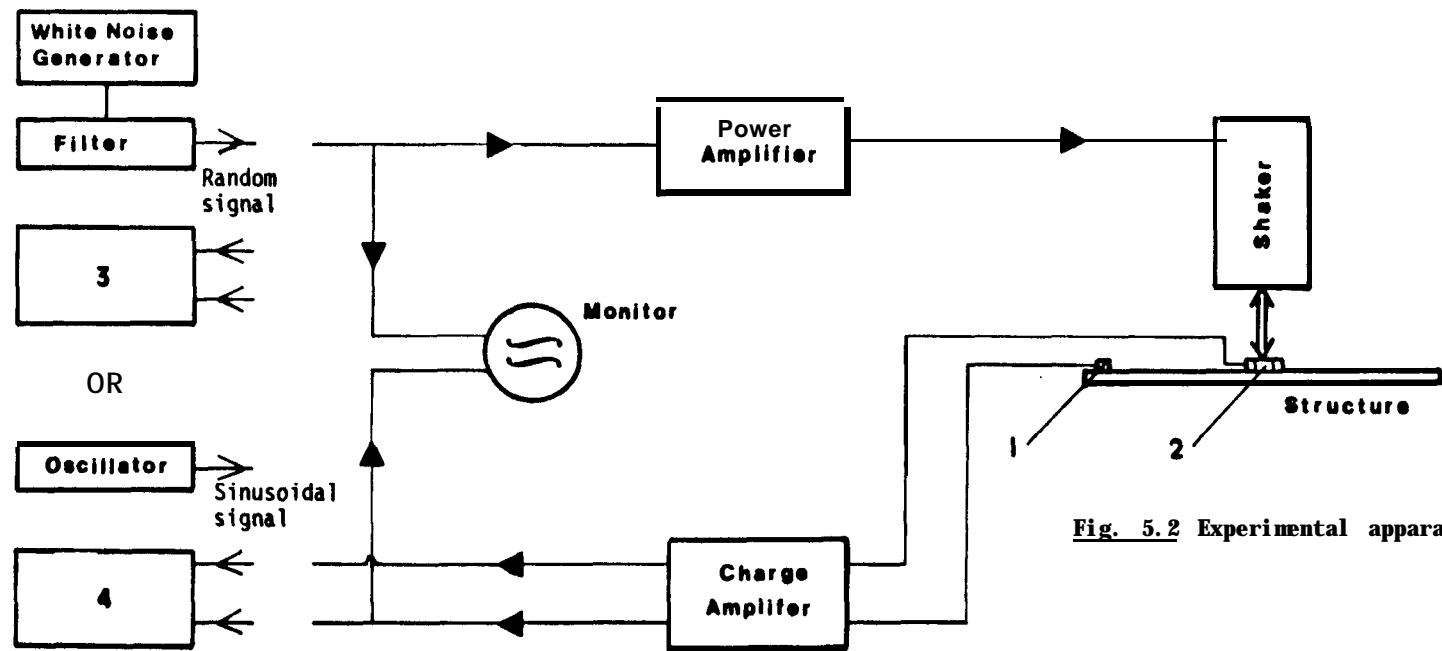 White Noise
Generator
Filter
Random
signal
3
OR
Oscillator
Sinusoidal
signal
4
Power
Amplifier
Shaker
Monitor
1
2
Structure
Charge
Amplifer
Fig. 5.2 Experimental appara